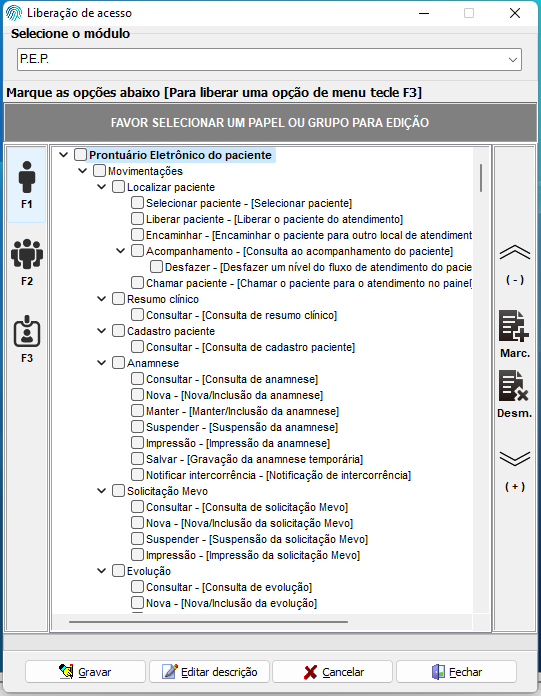 Liberação de acesso
Selecione o módulo
P.E.P.
Marque as opções abaixo [Para liberar uma opção de menu tecle F3]
FAVOR SELECIONAR UM PAPEL OU GRUPO PARA EDIÇÃO
F1
F2
F3
Prontuário Eletrônico do paciente
Movimentações
Localizar paciente
Selecionar paciente - [Selecionar paciente]
Liberar paciente - [Liberar o paciente do atendimento]
Encaminhar - [Encaminhar o paciente para outro local de atendiment
Acompanhamento - [Consulta ao acompanhamento do paciente]
Desfazer - [Desfazer um nível do fluxo de atendimento do pacie
Chamar paciente - [Chamar o paciente para o atendimento no painel]
Resumo clínico
Consultar - [Consulta de resumo clínico]
Cadastro paciente
Consultar - [Consulta de cadastro paciente]
Anamnese
Consultar - [Consulta de anamnese]
Nova - [Nova/Inclusão da anamnese]
Manter - [Manter/Inclusão da anamnese]
Suspender - [Suspensão da anamnese]
Impressão - [Impressão da anamnese]
Salvar - [Gravação da anamnese temporária]
Notificar intercorrência - [Notificação de intercorrência]
Solicitação Mevo
Consultar - [Consulta de solicitação Mevo]
Nova - [Nova/Inclusão da solicitação Mevo]
Suspender - [Suspensão da solicitação Mevo]
Impressão - [Impressão da solicitação Mevo]
Evolução
Consultar - [Consulta de evolução]
Nova - [Nova/Inclusão da evolução]
( - )
Marc.
Desm.
( + )
Gravar
Editar descrição
Cancelar
Fechar